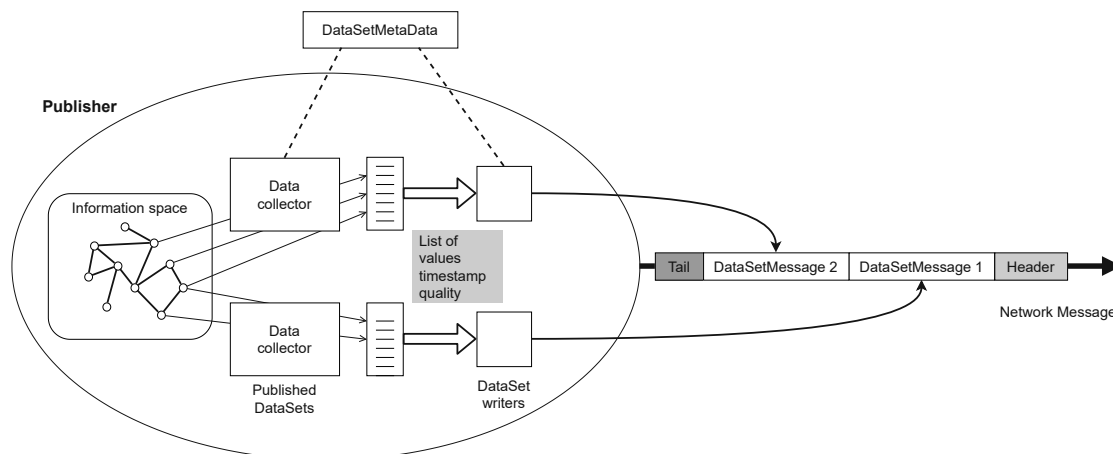 DataSetMetaData
Publisher
Data
collector
Information space
List of
values
timestamp
quality
Tail
DataSetMessage 2
DataSetMessage 1
Header
Network Message
Data
collector
Published
DataSets
DataSet
writers